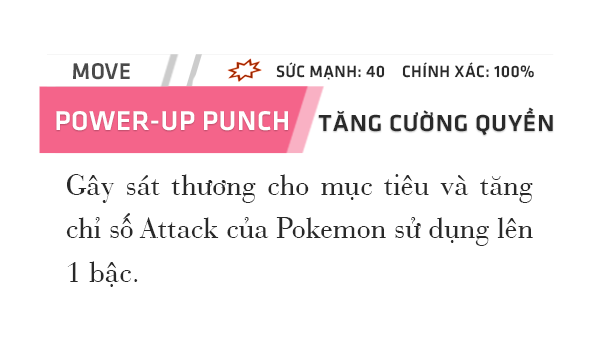 MOVE SỨC MẠNH: 40 CHÍNH XÁC: 100%
POWER-UP PUNCH TĂNG CƯỜNG QUYỀN
Gây sát thương cho mục tiêu và tăng
chỉ số Attack của Pokemon sử dụng lên
1 bậc.